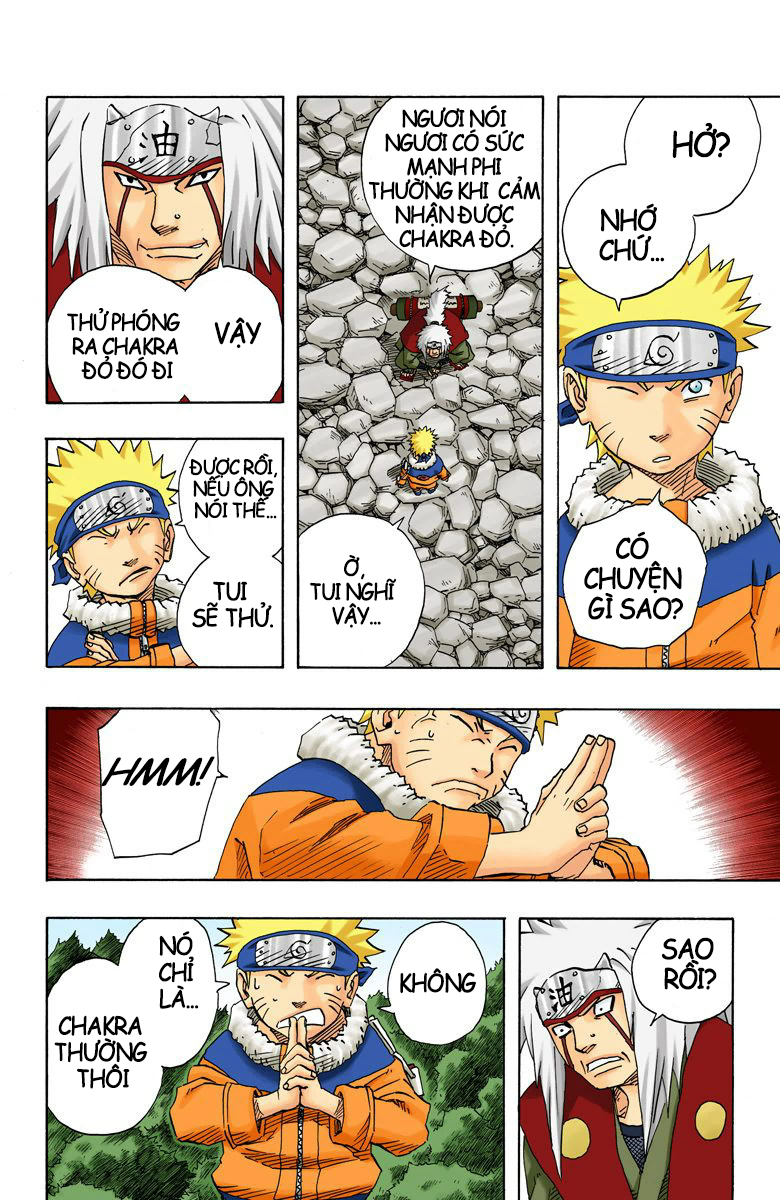 HỞ?
NHỚ
CHỨ...
CÓ
CHUYỆN
GÌ SAO?
NGƯƠI NÓI
NGƯƠI CÓ SỨC
MẠNH PHI
THƯỜNG KHI CẢM
NHẬN ĐƯỢC
CHAKRA ĐỎ.
Ờ,
TUI NGHĨ
VẬY...
油
VẬY
THỬ PHÓNG
RA CHAKRA
ĐỎ ĐÓ ĐI
ĐƯỢC RỒI,
NẾU ÔNG
NÓI THẾ...
TUI
SẼ THỬ.
HMM!
SAO
RỒI?
油
KHÔNG
NÓ
CHỈ
LÀ...
CHAKRA
THƯỜNG
THÔI